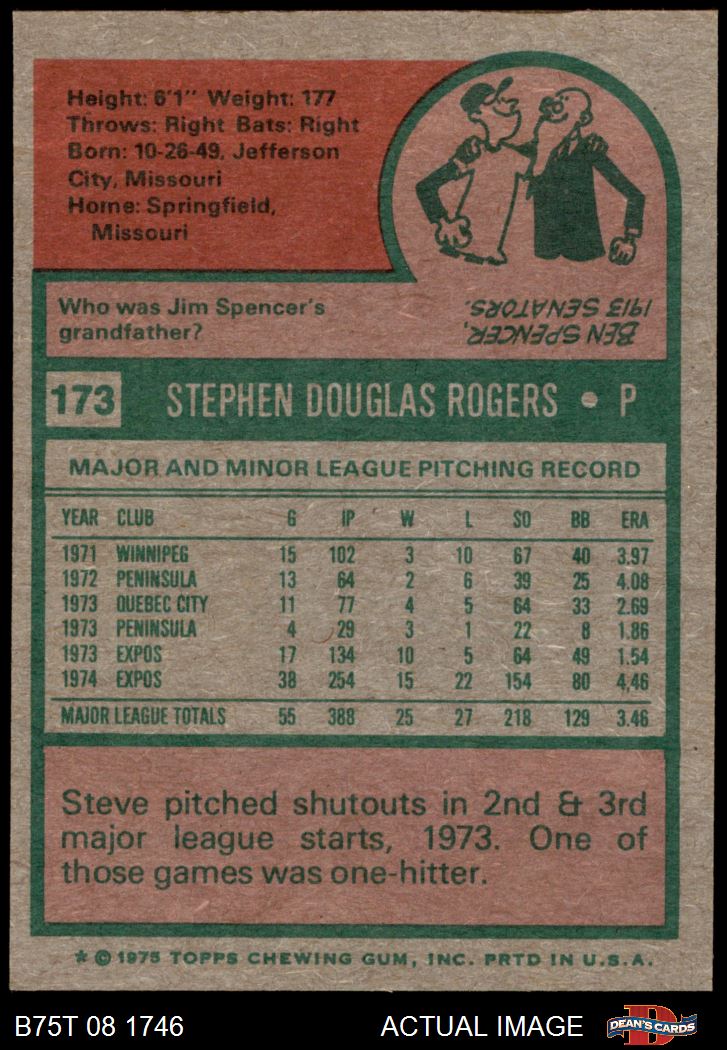 Height: 6'1" Weight: 177
Throws: Right Bats: Right
Born: 10-26-49, Jefferson
City, Missouri
Home: Springfield,
Missouri
Who was Jim Spencer's
grandfather?
BEN SPENCER,
1913 SENATORS.
173 STEPHEN DOUGLAS ROGERS • P
MAJOR AND MINOR LEAGUE PITCHING RECORD
YEAR CLUB G IP W L SO BB ERA
1971 WINNIPEG 15 102 3 10 67 40 3.97
1972 PENINSULA 13 64 2 6 39 25 4.08
1973 QUEBEC CITY 11 77 4 5 64 33 2.69
1973 PENINSULA 4 29 3 1 22 8 1.86
1973 EXPOS 17 134 10 5 64 49 1.54
1974 EXPOS 38 254 15 22 154 80 4.46
MAJOR LEAGUE TOTALS 55 388 25 27 218 129 3.46
Steve pitched shutouts in 2nd & 3rd
major league starts, 1973. One of
those games was one-hitter.
* © 1975 TOPPS CHEWING GUM, INC. PRTD IN U.S.A.
B75T 08 1746 ACTUAL IMAGE DEAN'S CARDS